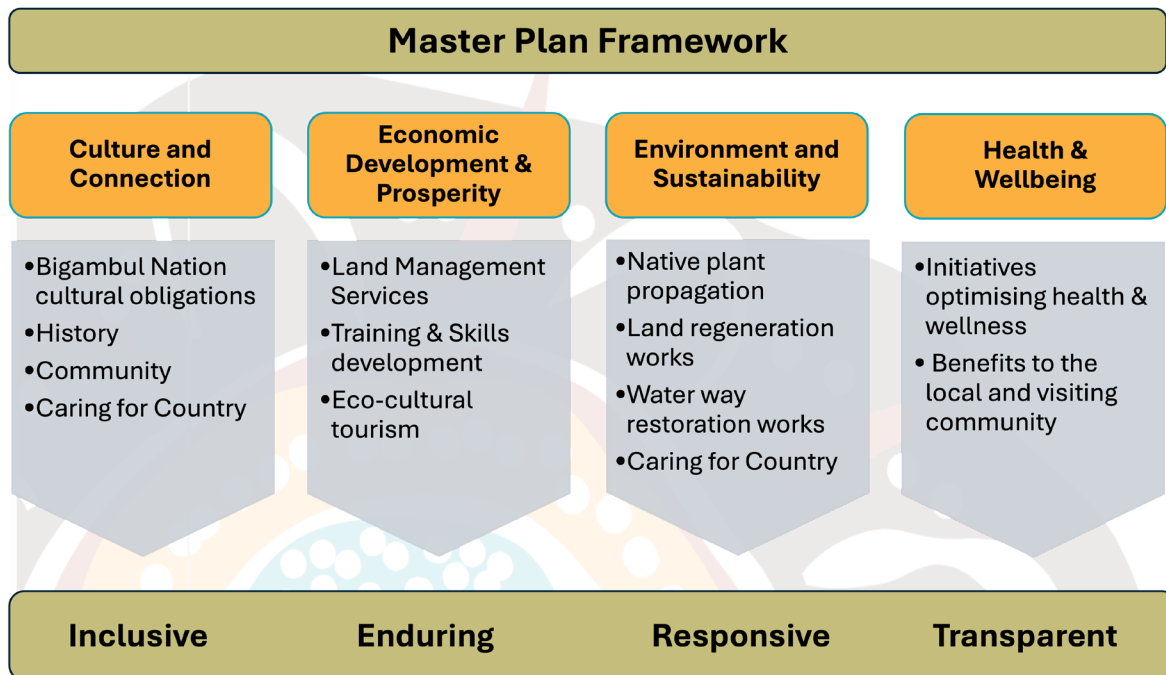 Master Plan Framework
Culture and
Connection
Economic
Development &
Prosperity
Environment and
Sustainability
Health &
Wellbeing
•Bigambul Nation
cultural obligations
•History
•Community
•Caring for Country
•Land Management
Services
•Training & Skills
development
•Eco-cultural
tourism
•Native plant
propagation
•Land regeneration
works
•Water way
restoration works
•Caring for Country
•Initiatives
optimising health &
wellness
• Benefits to the
local and visiting
community
Inclusive
Enduring
Responsive
Transparent